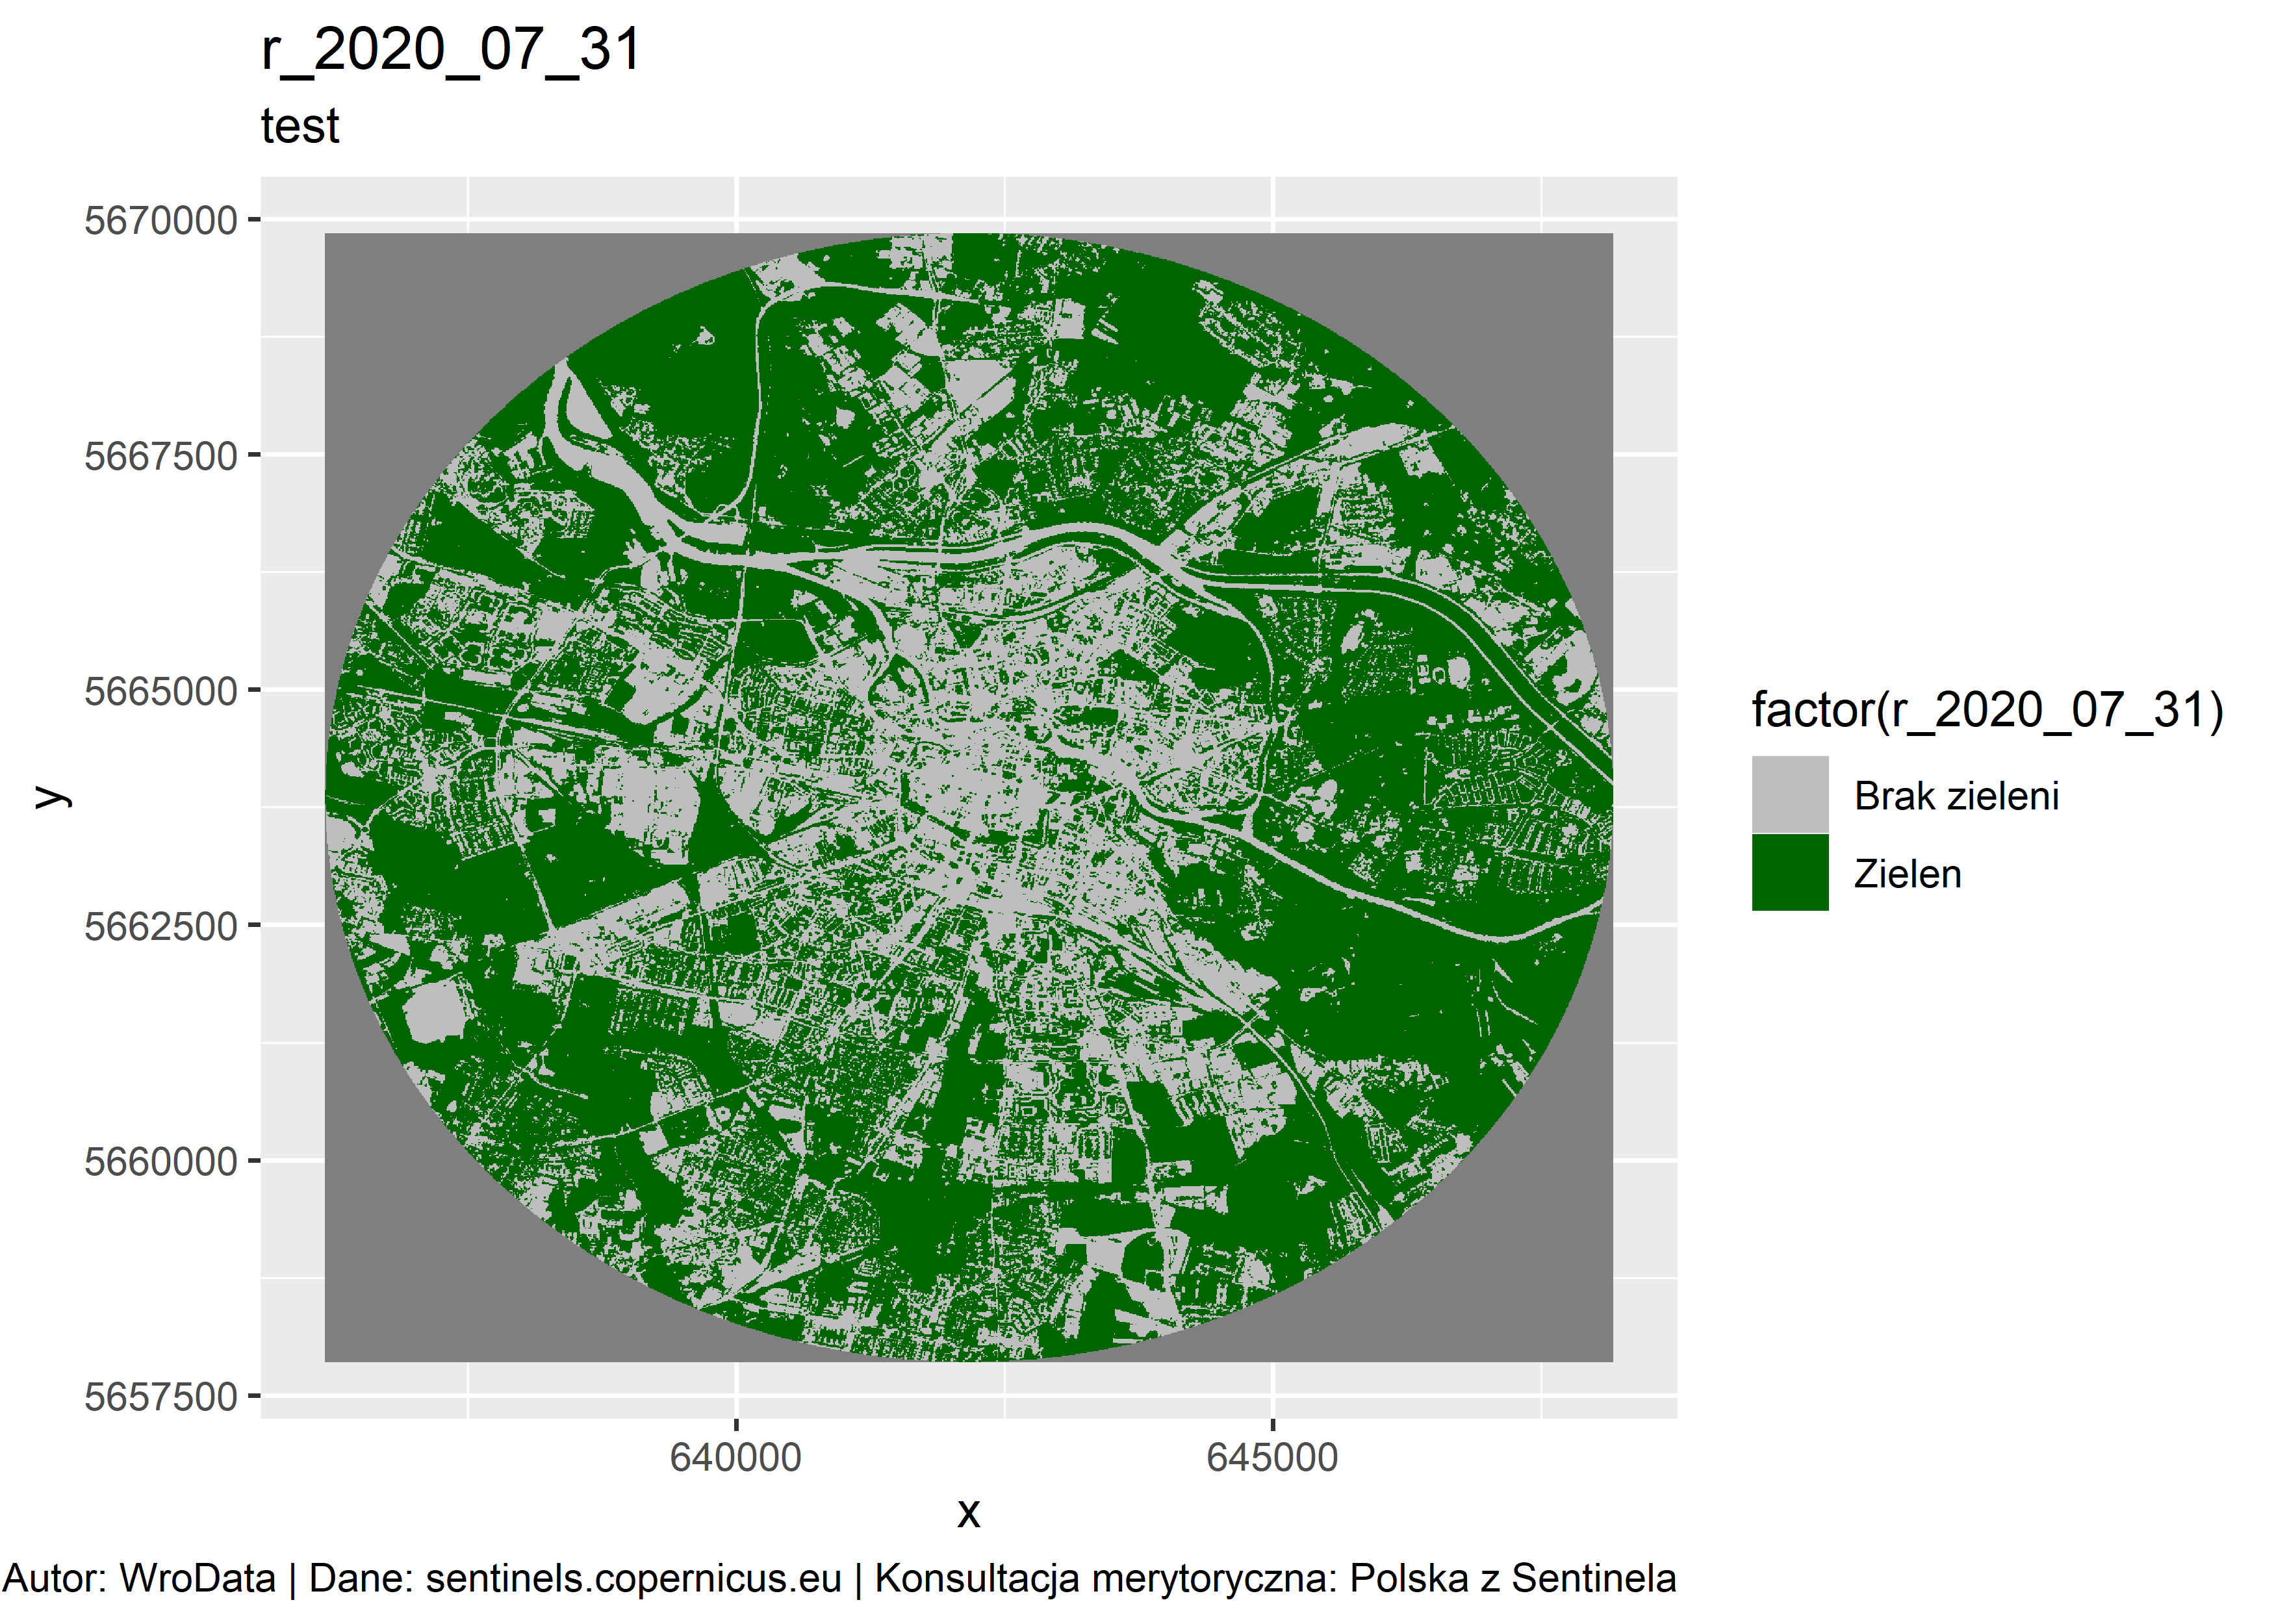 r_2020_07_31
test
5670000
5667500
5665000
5662500
5660000
5657500
y
640000
645000
x
factor(r_2020_07_31)
Brak zieleni
Zielen
Autor: WroData | Dane: sentinels.copernicus.eu | Konsultacja merytoryczna: Polska z Sentinela